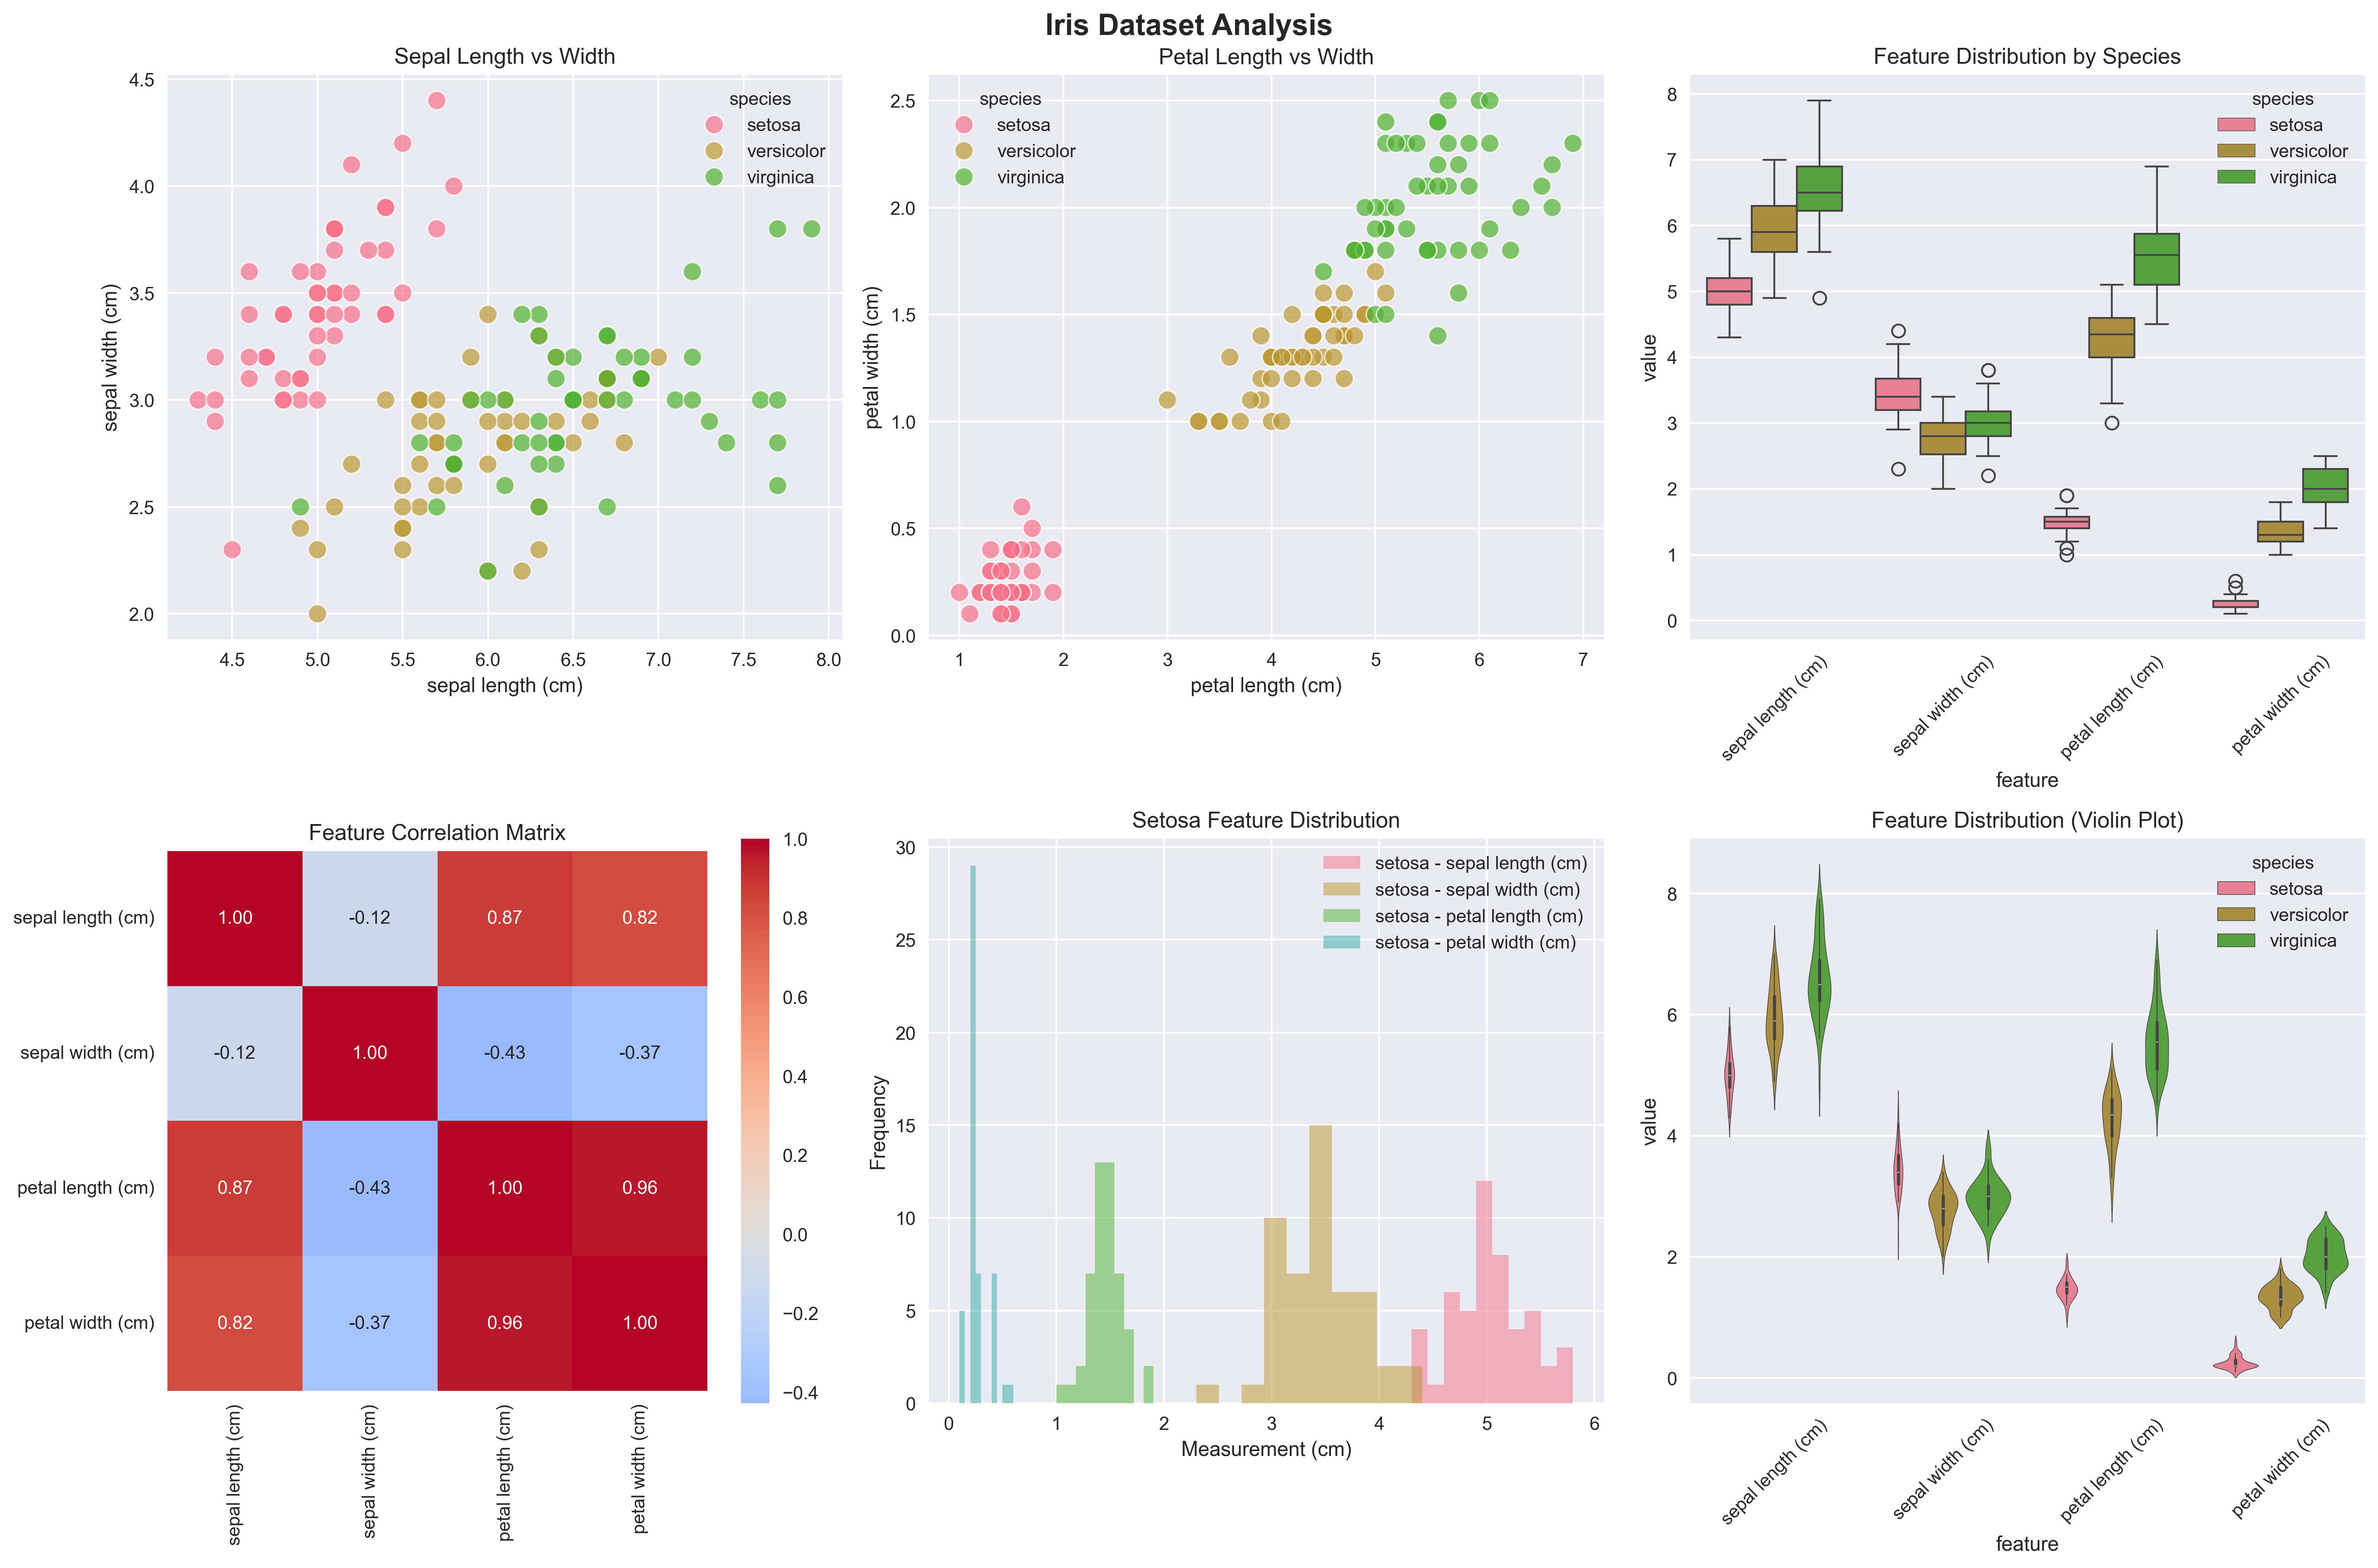 Iris Dataset Analysis
Sepal Length vs Width
4.5
4.0
3.5
3.0
2.5
2.0
sepal width (cm)
species
setosa
versicolor
virginica
4.5 5.0 5.5 6.0 6.5 7.0 7.5 8.0
sepal length (cm)
Petal Length vs Width
2.5
2.0
1.5
1.0
0.5
0.0
petal width (cm)
species
setosa
versicolor
virginica
1 2 3 4 5 6 7
petal length (cm)
Feature Distribution by Species
8
7
6
5
4
3
2
1
0
value
species
setosa
versicolor
virginica
sepal length (cm)
sepal width (cm)
petal length (cm)
petal width (cm)
feature
Feature Correlation Matrix
sepal length (cm) 1.00 -0.12 0.87 0.82
sepal width (cm) -0.12 1.00 -0.43 -0.37
petal length (cm) 0.87 -0.43 1.00 0.96
petal width (cm) 0.82 -0.37 0.96 1.00
sepal length (cm)
sepal width (cm)
petal length (cm)
petal width (cm)
1.0
0.8
0.6
0.4
0.2
0.0
−0.2
−0.4
Setosa Feature Distribution
30
25
20
15
10
5
0
Frequency
setosa - sepal length (cm)
setosa - sepal width (cm)
setosa - petal length (cm)
setosa - petal width (cm)
0 1 2 3 4 5 6
Measurement (cm)
Feature Distribution (Violin Plot)
8
6
4
2
0
value
species
setosa
versicolor
virginica
sepal length (cm)
sepal width (cm)
petal length (cm)
petal width (cm)
feature